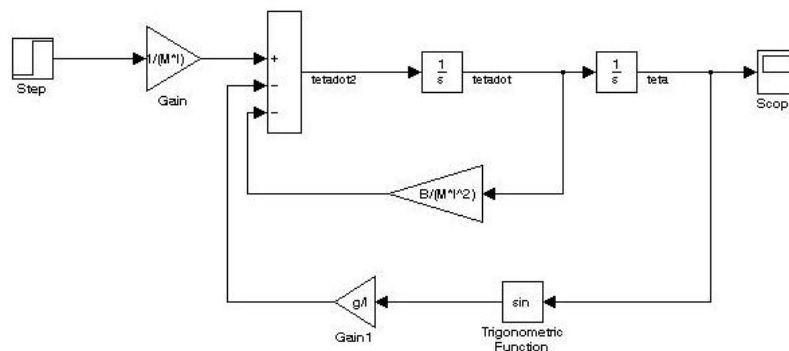 Step
1/(M*l)
Gain
+
−
−
tetadot2
1
s
tetadot
1
s
teta
Scop
B/(M*l^2)
g/l
Gain1
sin
Trigonometric
Function